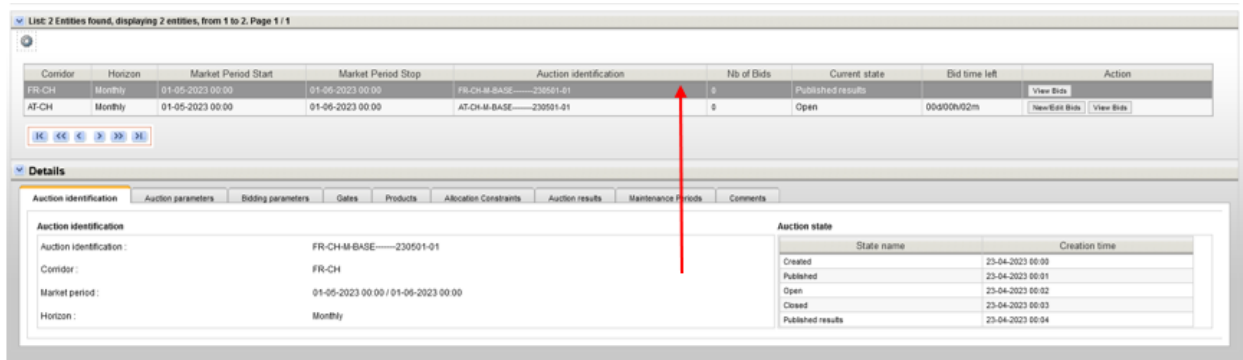 List: 2 Entities found, displaying 2 entities, from 1 to 2. Page 1 / 1
Corridor Horizon Market Period Start Market Period Stop Auction identification Nb of Bids Current state Bid time left Action
FR-CH Monthly 01-05-2023 00:00 01-06-2023 00:00 FR-CH-M-BASE-------230501-01 0 Published results View Bids
AT-CH Monthly 01-05-2023 00:00 01-06-2023 00:00 AT-CH-M-BASE-------230501-01 0 Open 00d/00h/02m New/Edit Bids View Bids
Details
Auction identification Auction parameters Bidding parameters Gates Products Allocation Constraints Auction results Maintenance Periods Comments
Auction identification
Auction identification : FR-CH-M-BASE-------230501-01
Corridor : FR-CH
Market period : 01-05-2023 00:00 / 01-06-2023 00:00
Horizon : Monthly
Auction state
State name Creation time
Created 23-04-2023 00:00
Published 23-04-2023 00:01
Open 23-04-2023 00:02
Closed 23-04-2023 00:03
Published results 23-04-2023 00:04